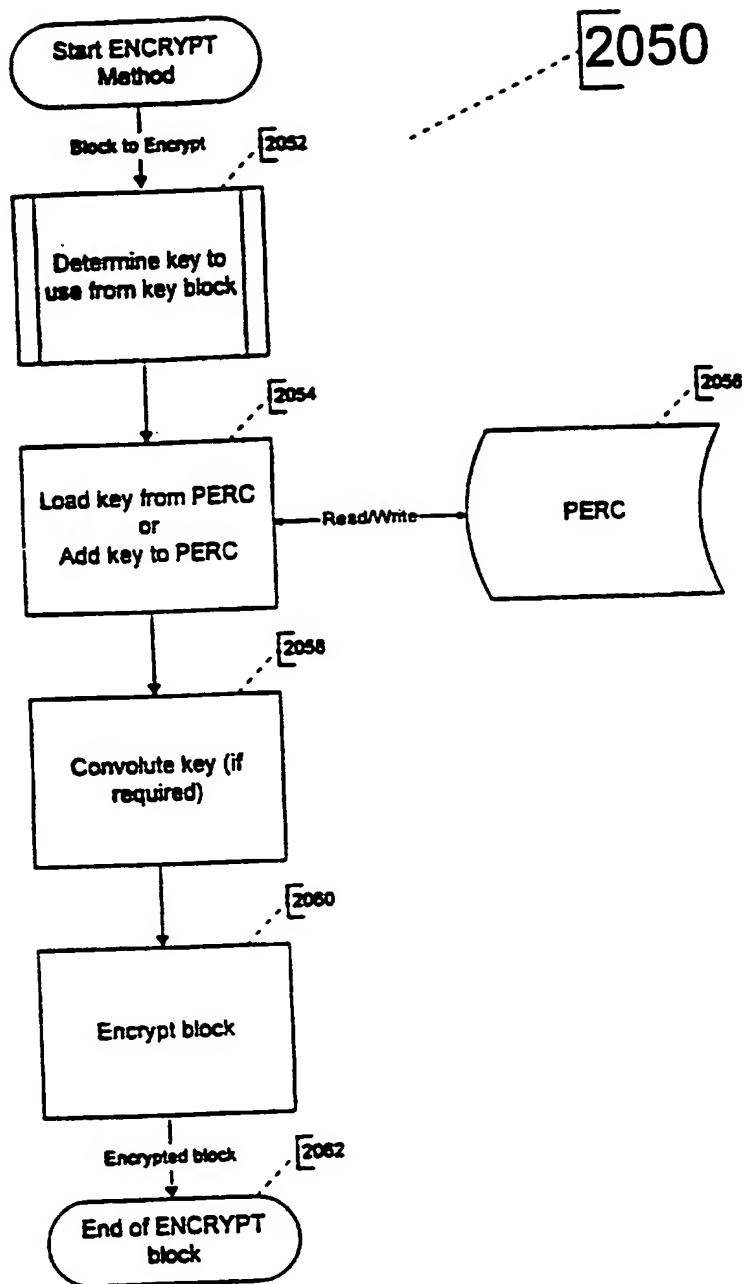 Start ENCRYPT
Method
2050
Block to Encrypt
2052
Determine key to
use from key block
2054
2056
Load key from PERC
or
Add key to PERC
Read/Write
PERC
2058
Convolute key (if
required)
2060
Encrypt block
Encrypted block
2062
End of ENCRYPT
block